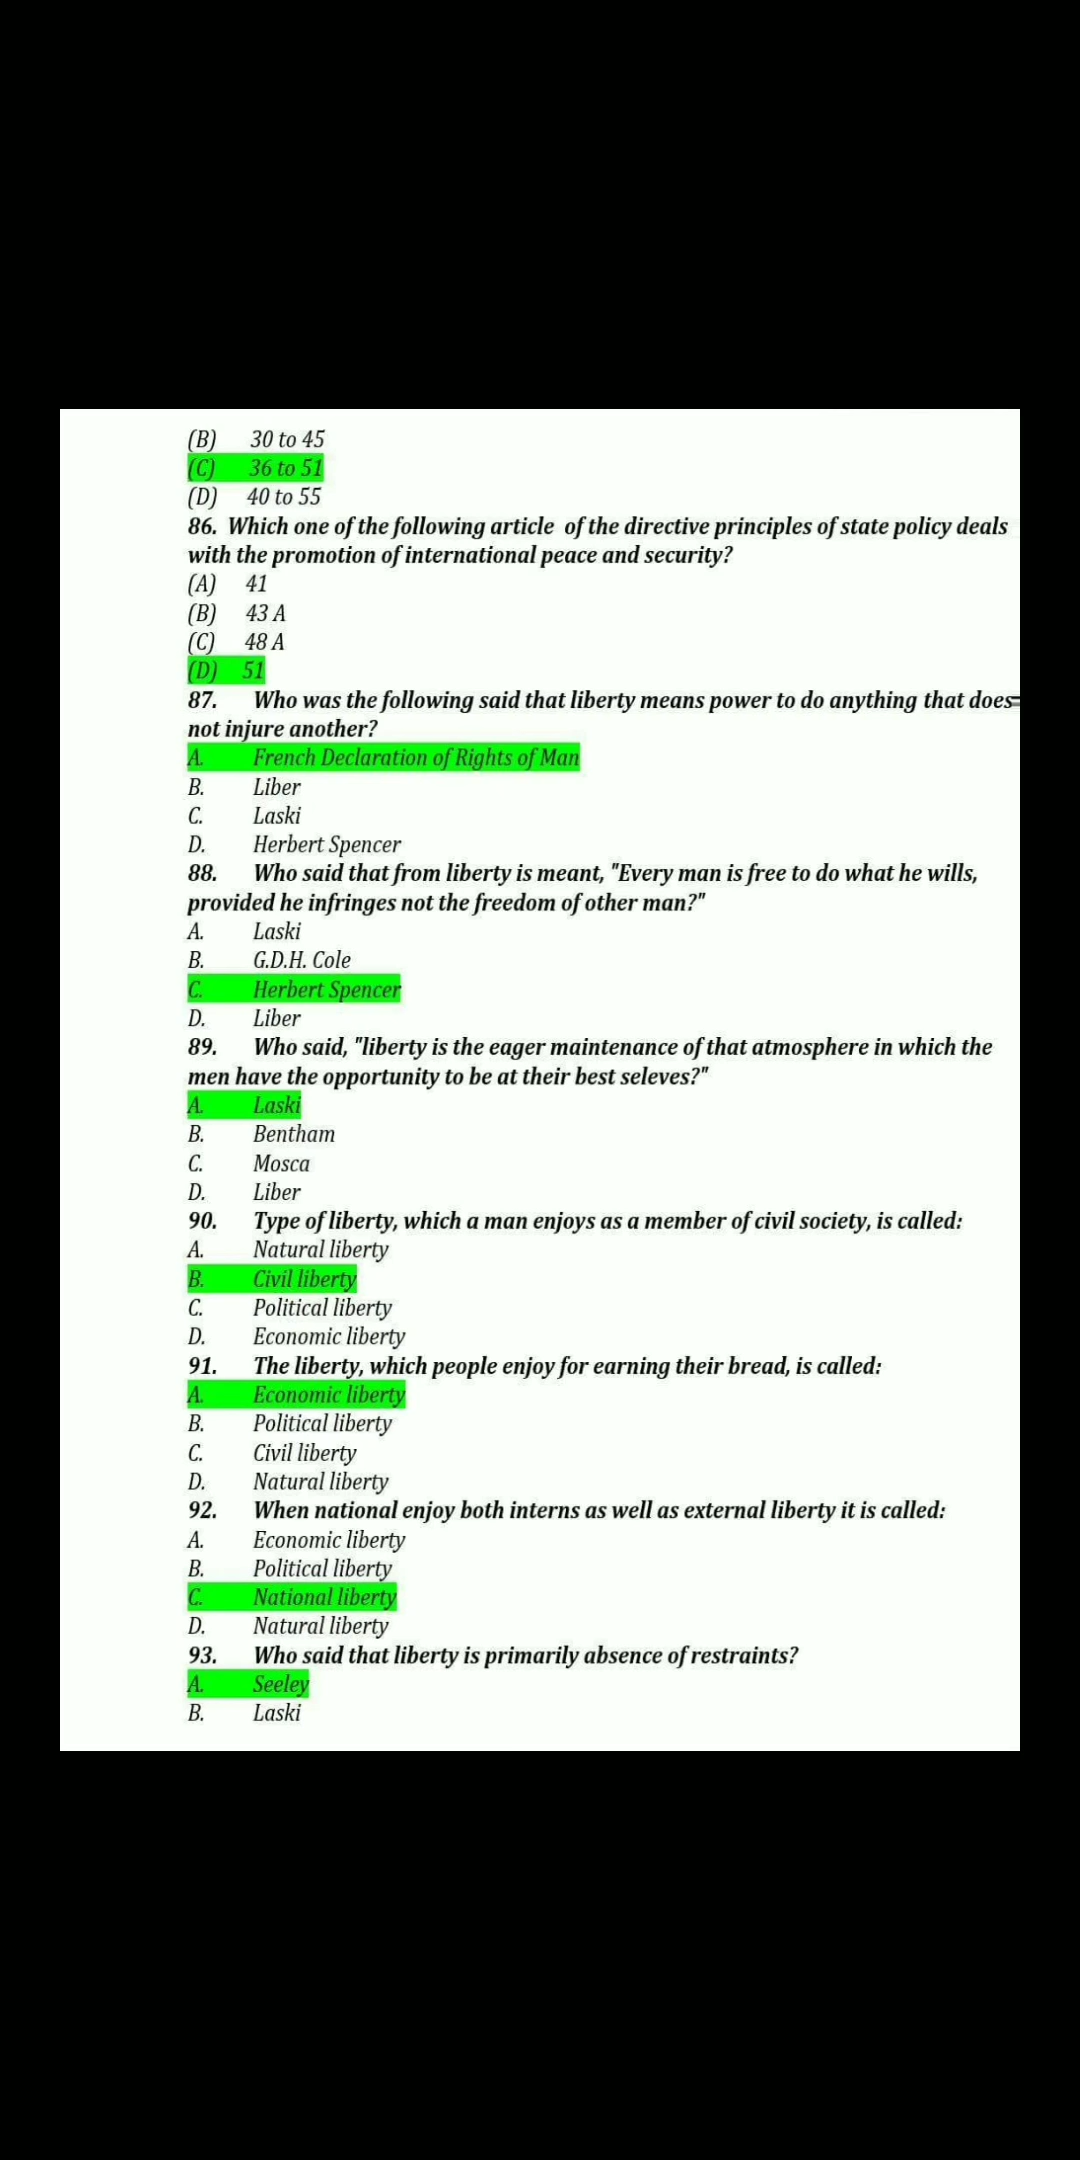 (B) 30 to 45
(C) 36 to 51
(D) 40 to 55
86. Which one of the following article of the directive principles of state policy deals
with the promotion of international peace and security?
(A) 41
(B) 43 A
(C) 48 A
(D) 51
87. Who was the following said that liberty means power to do anything that does
not injure another?
A. French Declaration of Rights of Man
B. Liber
C. Laski
D. Herbert Spencer
88. Who said that from liberty is meant, "Every man is free to do what he wills,
provided he infringes not the freedom of other man?"
A. Laski
B. G.D.H. Cole
C. Herbert Spencer
D. Liber
89. Who said, "liberty is the eager maintenance of that atmosphere in which the
men have the opportunity to be at their best seleves?"
A. Laski
B. Bentham
C. Mosca
D. Liber
90. Type of liberty, which a man enjoys as a member of civil society, is called:
A. Natural liberty
B. Civil liberty
C. Political liberty
D. Economic liberty
91. The liberty, which people enjoy for earning their bread, is called:
A. Economic liberty
B. Political liberty
C. Civil liberty
D. Natural liberty
92. When national enjoy both interns as well as external liberty it is called:
A. Economic liberty
B. Political liberty
C. National liberty
D. Natural liberty
93. Who said that liberty is primarily absence of restraints?
A. Seeley
B. Laski